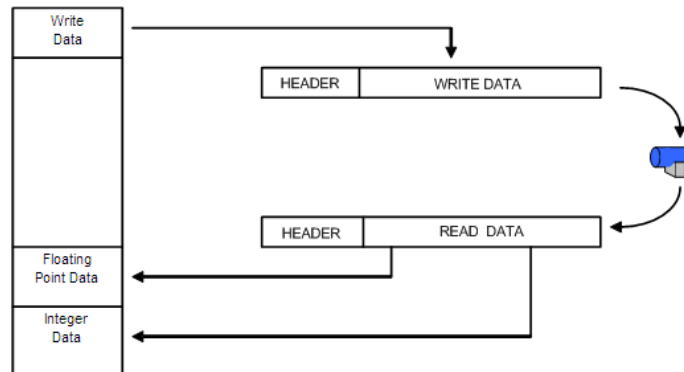 Write
Data
HEADER
WRITE DATA
HEADER
READ DATA
Floating
Point Data
Integer
Data